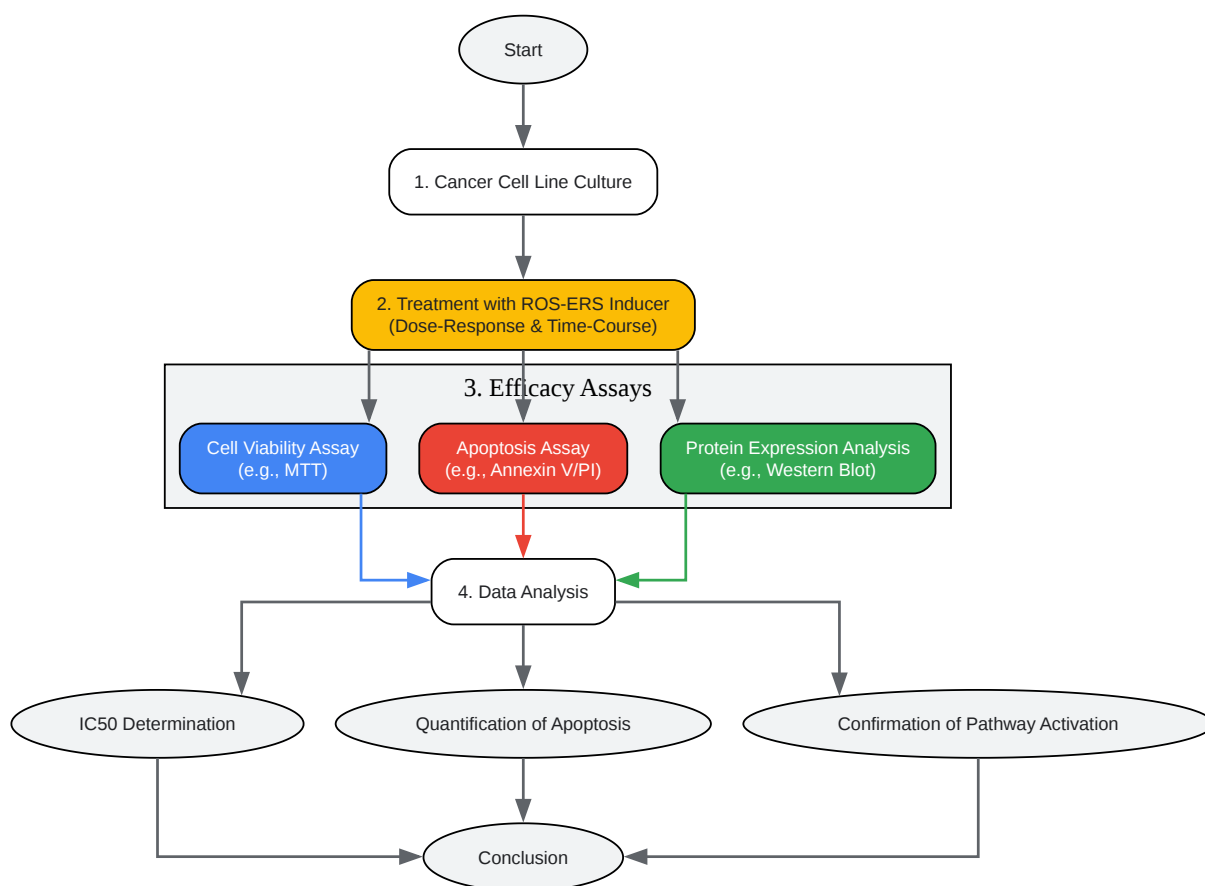 Start
1. Cancer Cell Line Culture
2. Treatment with ROS-ERS Inducer
(Dose-Response & Time-Course)
3. Efficacy Assays
Cell Viability Assay
(e.g., MTT)
Apoptosis Assay
(e.g., Annexin V/PI)
Protein Expression Analysis
(e.g., Western Blot)
4. Data Analysis
IC50 Determination
Quantification of Apoptosis
Confirmation of Pathway Activation
Conclusion